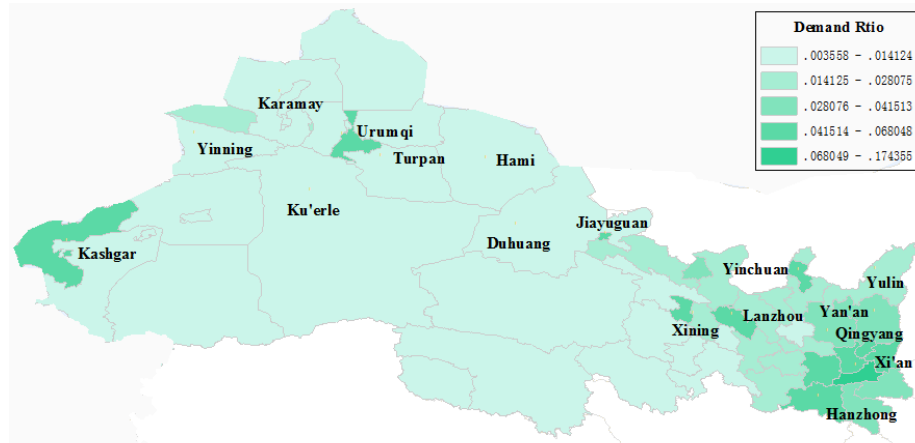 Demand Rtio
.003558 - .014124
.014125 - .028075
.028076 - .041513
.041514 - .068048
.068049 - .174355
Karamay
Urumqi
Yinning
Turpan
Hami
Ku'erle
Jiayuguan
Kashgar
Duhuang
Yinchuan
Yulin
Lanzhou
Yan'an
Xining
Qingyang
Xi'an
Hanzhong